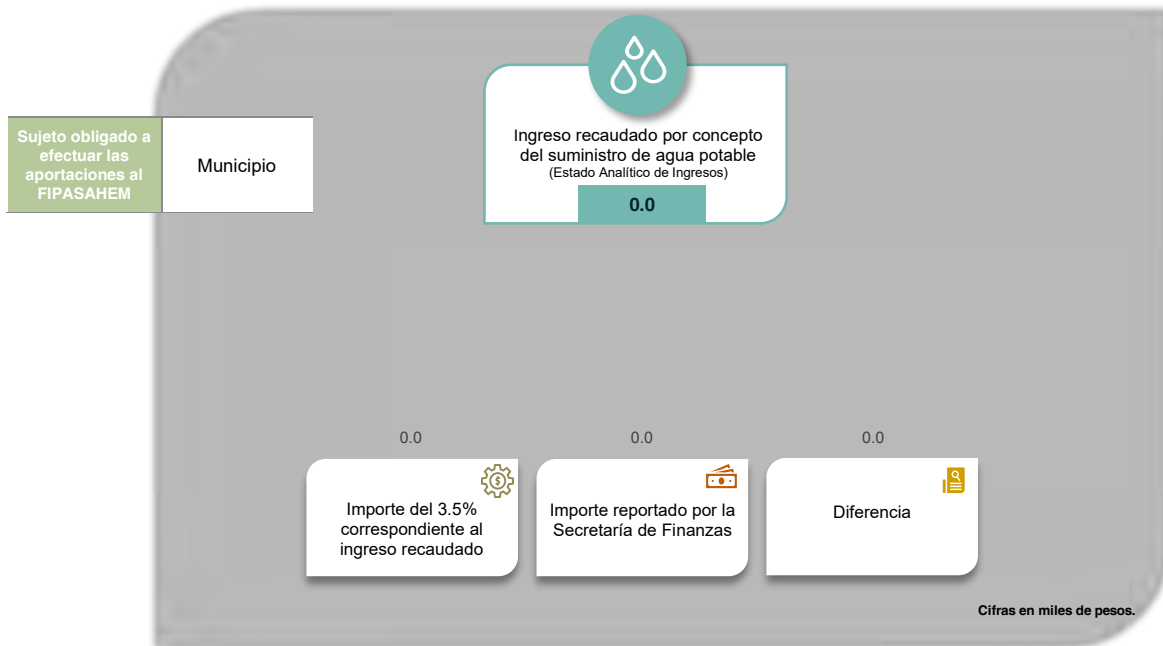 Sujeto obligado a
efectuar las
aportaciones al
FIPASAHEM
Municipio
Ingreso recaudado por concepto
del suministro de agua potable
(Estado Analítico de Ingresos)
0.0
0.0
0.0
0.0
Importe del 3.5%
correspondiente al
ingreso recaudado
Importe reportado por la
Secretaría de Finanzas
Diferencia
Cifras en miles de pesos.